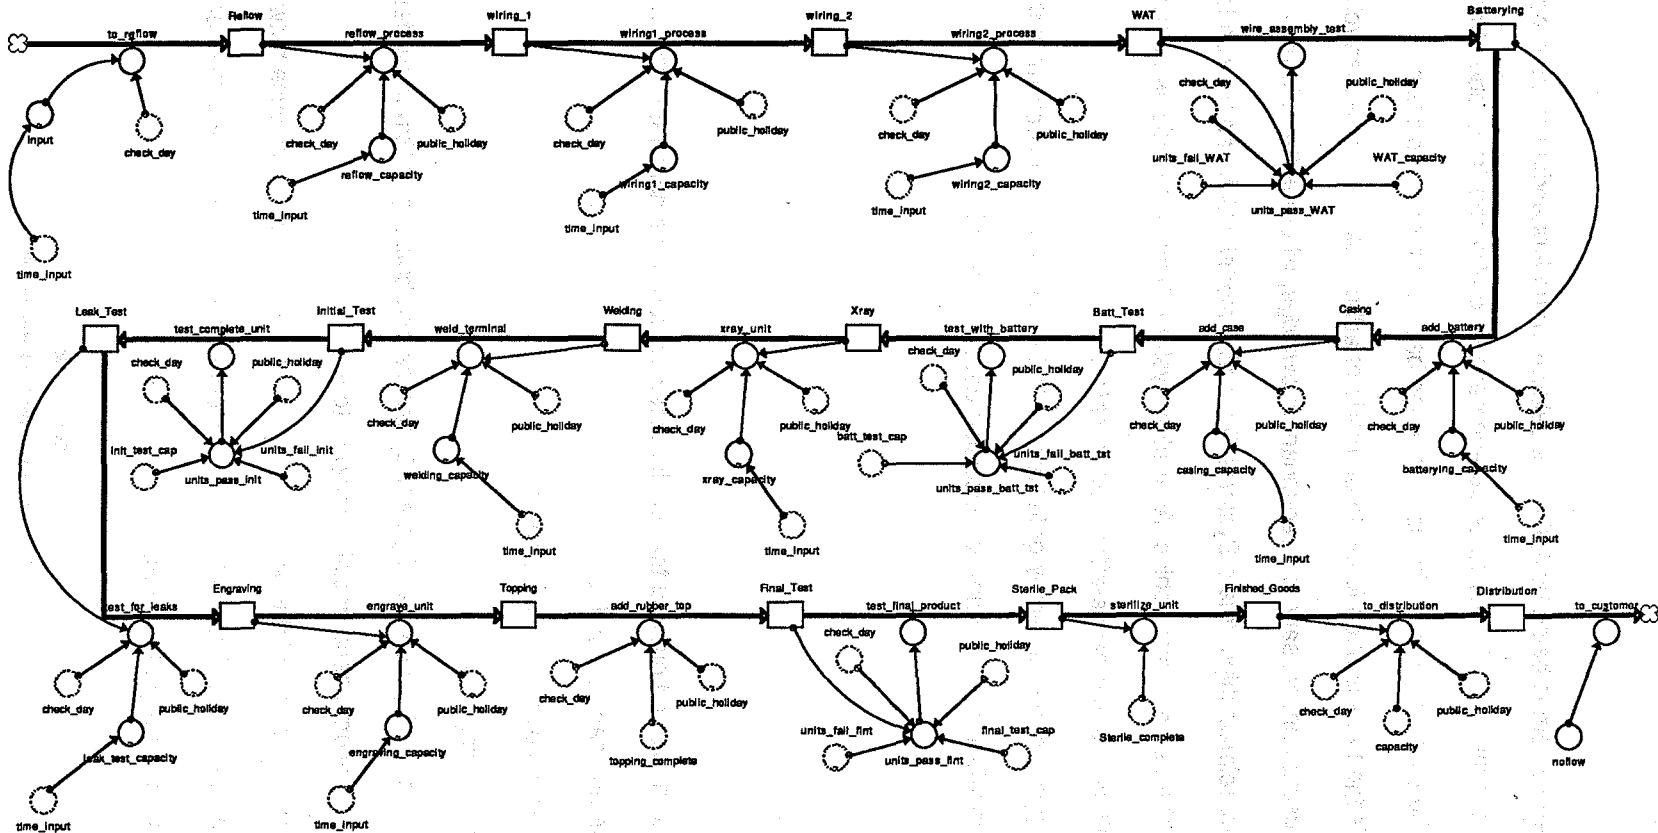 Reflow
wiring_1
wiring_2
WAT
Batterying
to_reflow
reflow_process
wiring1_process
wiring2_process
wire_assembly_test
check_day
public_holiday
input
check_day
check_day
public_holiday
check_day
public_holiday
check_day
public_holiday
units_fail_WAT
WAT_capacity
reflow_capacity
wiring1_capacity
wiring2_capacity
units_pass_WAT
time_input
time_input
time_input
time_input
Leak_Test
Initial_Test
Welding
Xray
Batt_Test
Casing
test_complete_unit
weld_terminal
xray_unit
test_with_battery
add_case
add_battery
check_day
public_holiday
check_day
public_holiday
check_day
public_holiday
check_day
public_holiday
check_day
public_holiday
check_day
public_holiday
init_test_cap
units_fail_init
batt_test_cap
units_fail_batt_tst
units_pass_init
welding_capacity
xray_capacity
units_pass_batt_tst
casing_capacity
batterying_capacity
time_input
time_input
time_input
time_input
Engraving
Topping
Final_Test
Sterile_Pack
Finished_Goods
Distribution
test_for_leaks
engrave_unit
add_rubber_top
test_final_product
sterilize_unit
to_distribution
to_customer
check_day
public_holiday
check_day
public_holiday
check_day
public_holiday
check_day
public_holiday
check_day
public_holiday
units_fail_fint
final_test_cap
leak_test_capacity
engraving_capacity
topping_complete
units_pass_fint
Sterile_complete
capacity
noflow
time_input
time_input